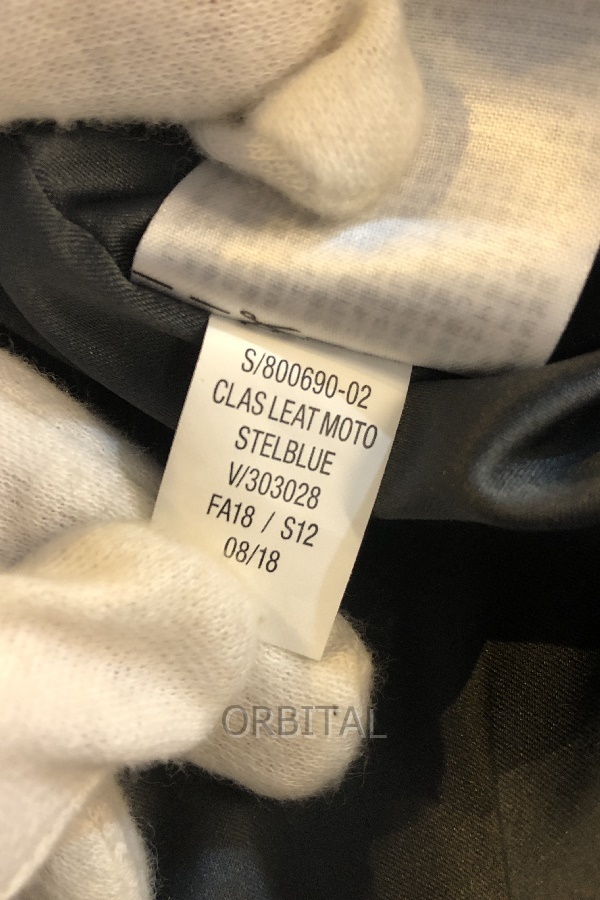 S/800690-02
CLAS LEAT MOTO
STELBLUE
V/303028
FA18 / S12
08/18
ORBITAL